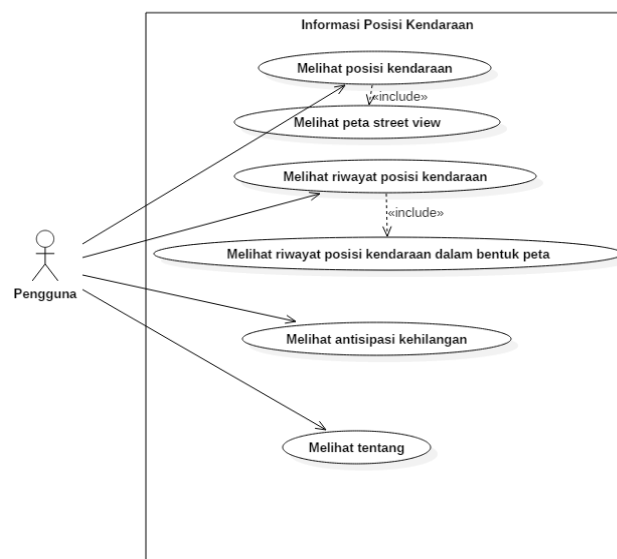 Informasi Posisi Kendaraan
Melihat posisi kendaraan
«include»
Melihat peta street view
Melihat riwayat posisi kendaraan
«include»
Melihat riwayat posisi kendaraan dalam bentuk peta
Pengguna
Melihat antisipasi kehilangan
Melihat tentang